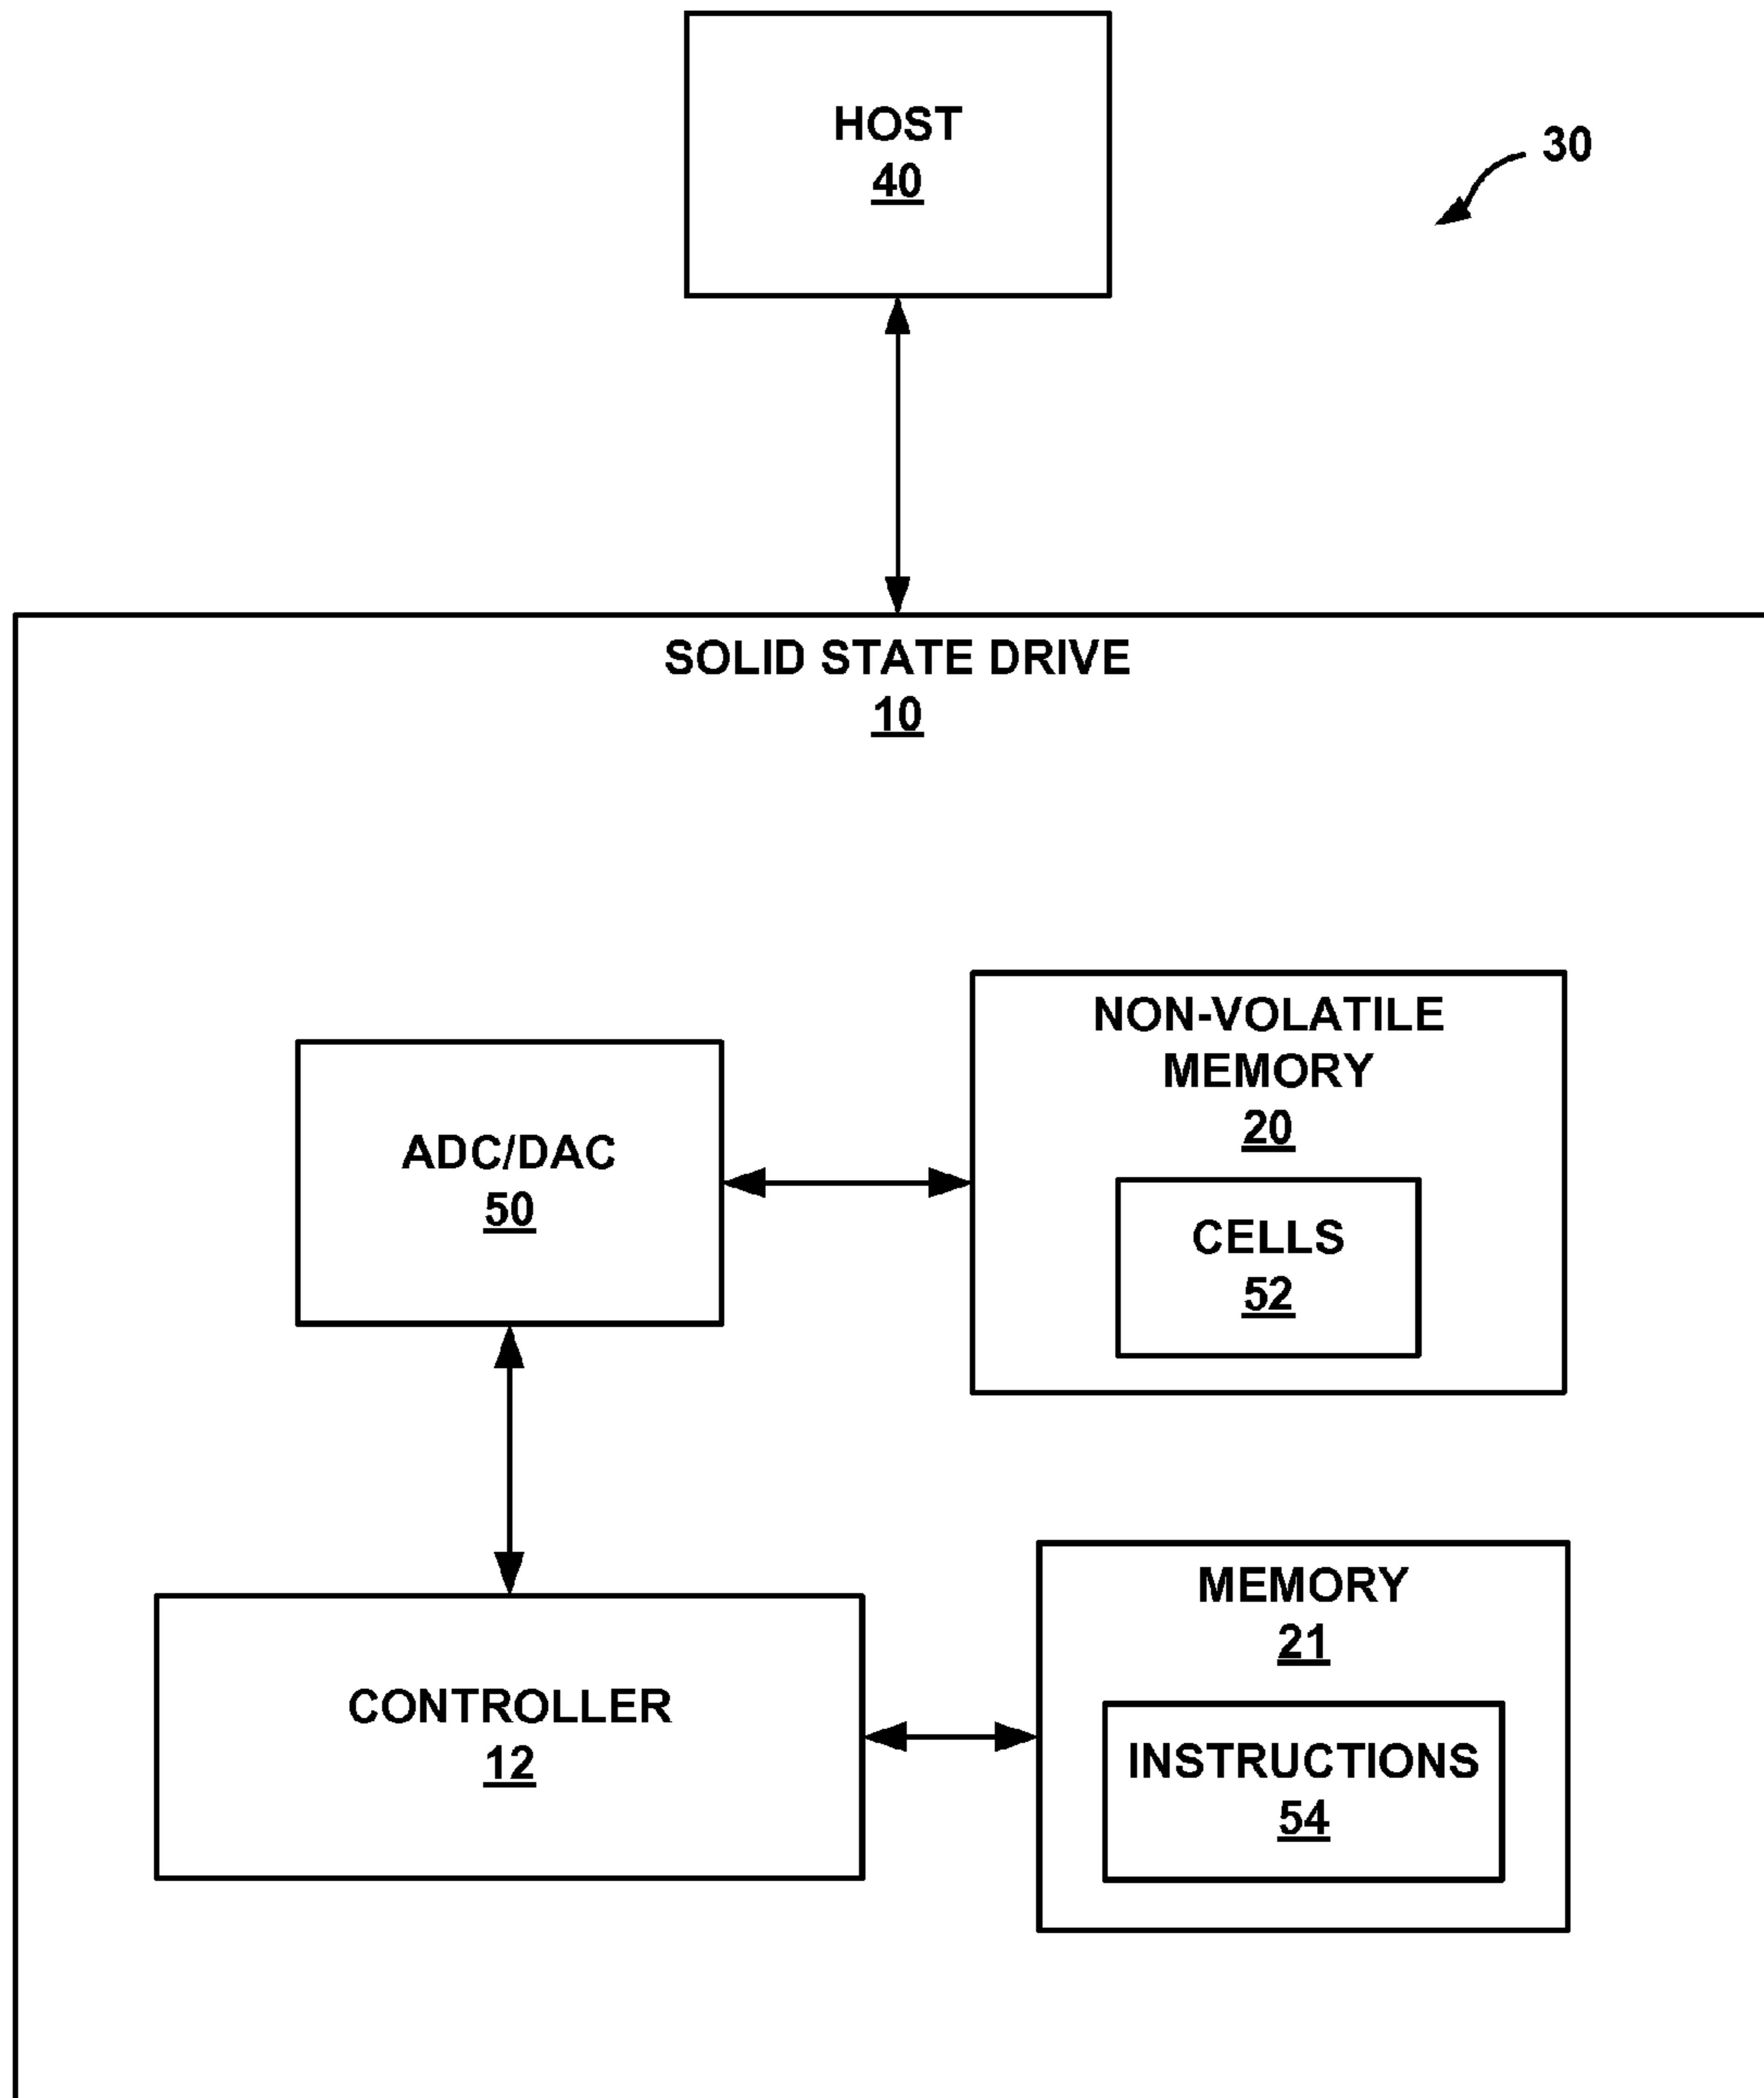 HOST
40
30
SOLID STATE DRIVE
10
NON-VOLATILE
MEMORY
20
ADC/DAC
50
CELLS
52
MEMORY
21
CONTROLLER
12
INSTRUCTIONS
54